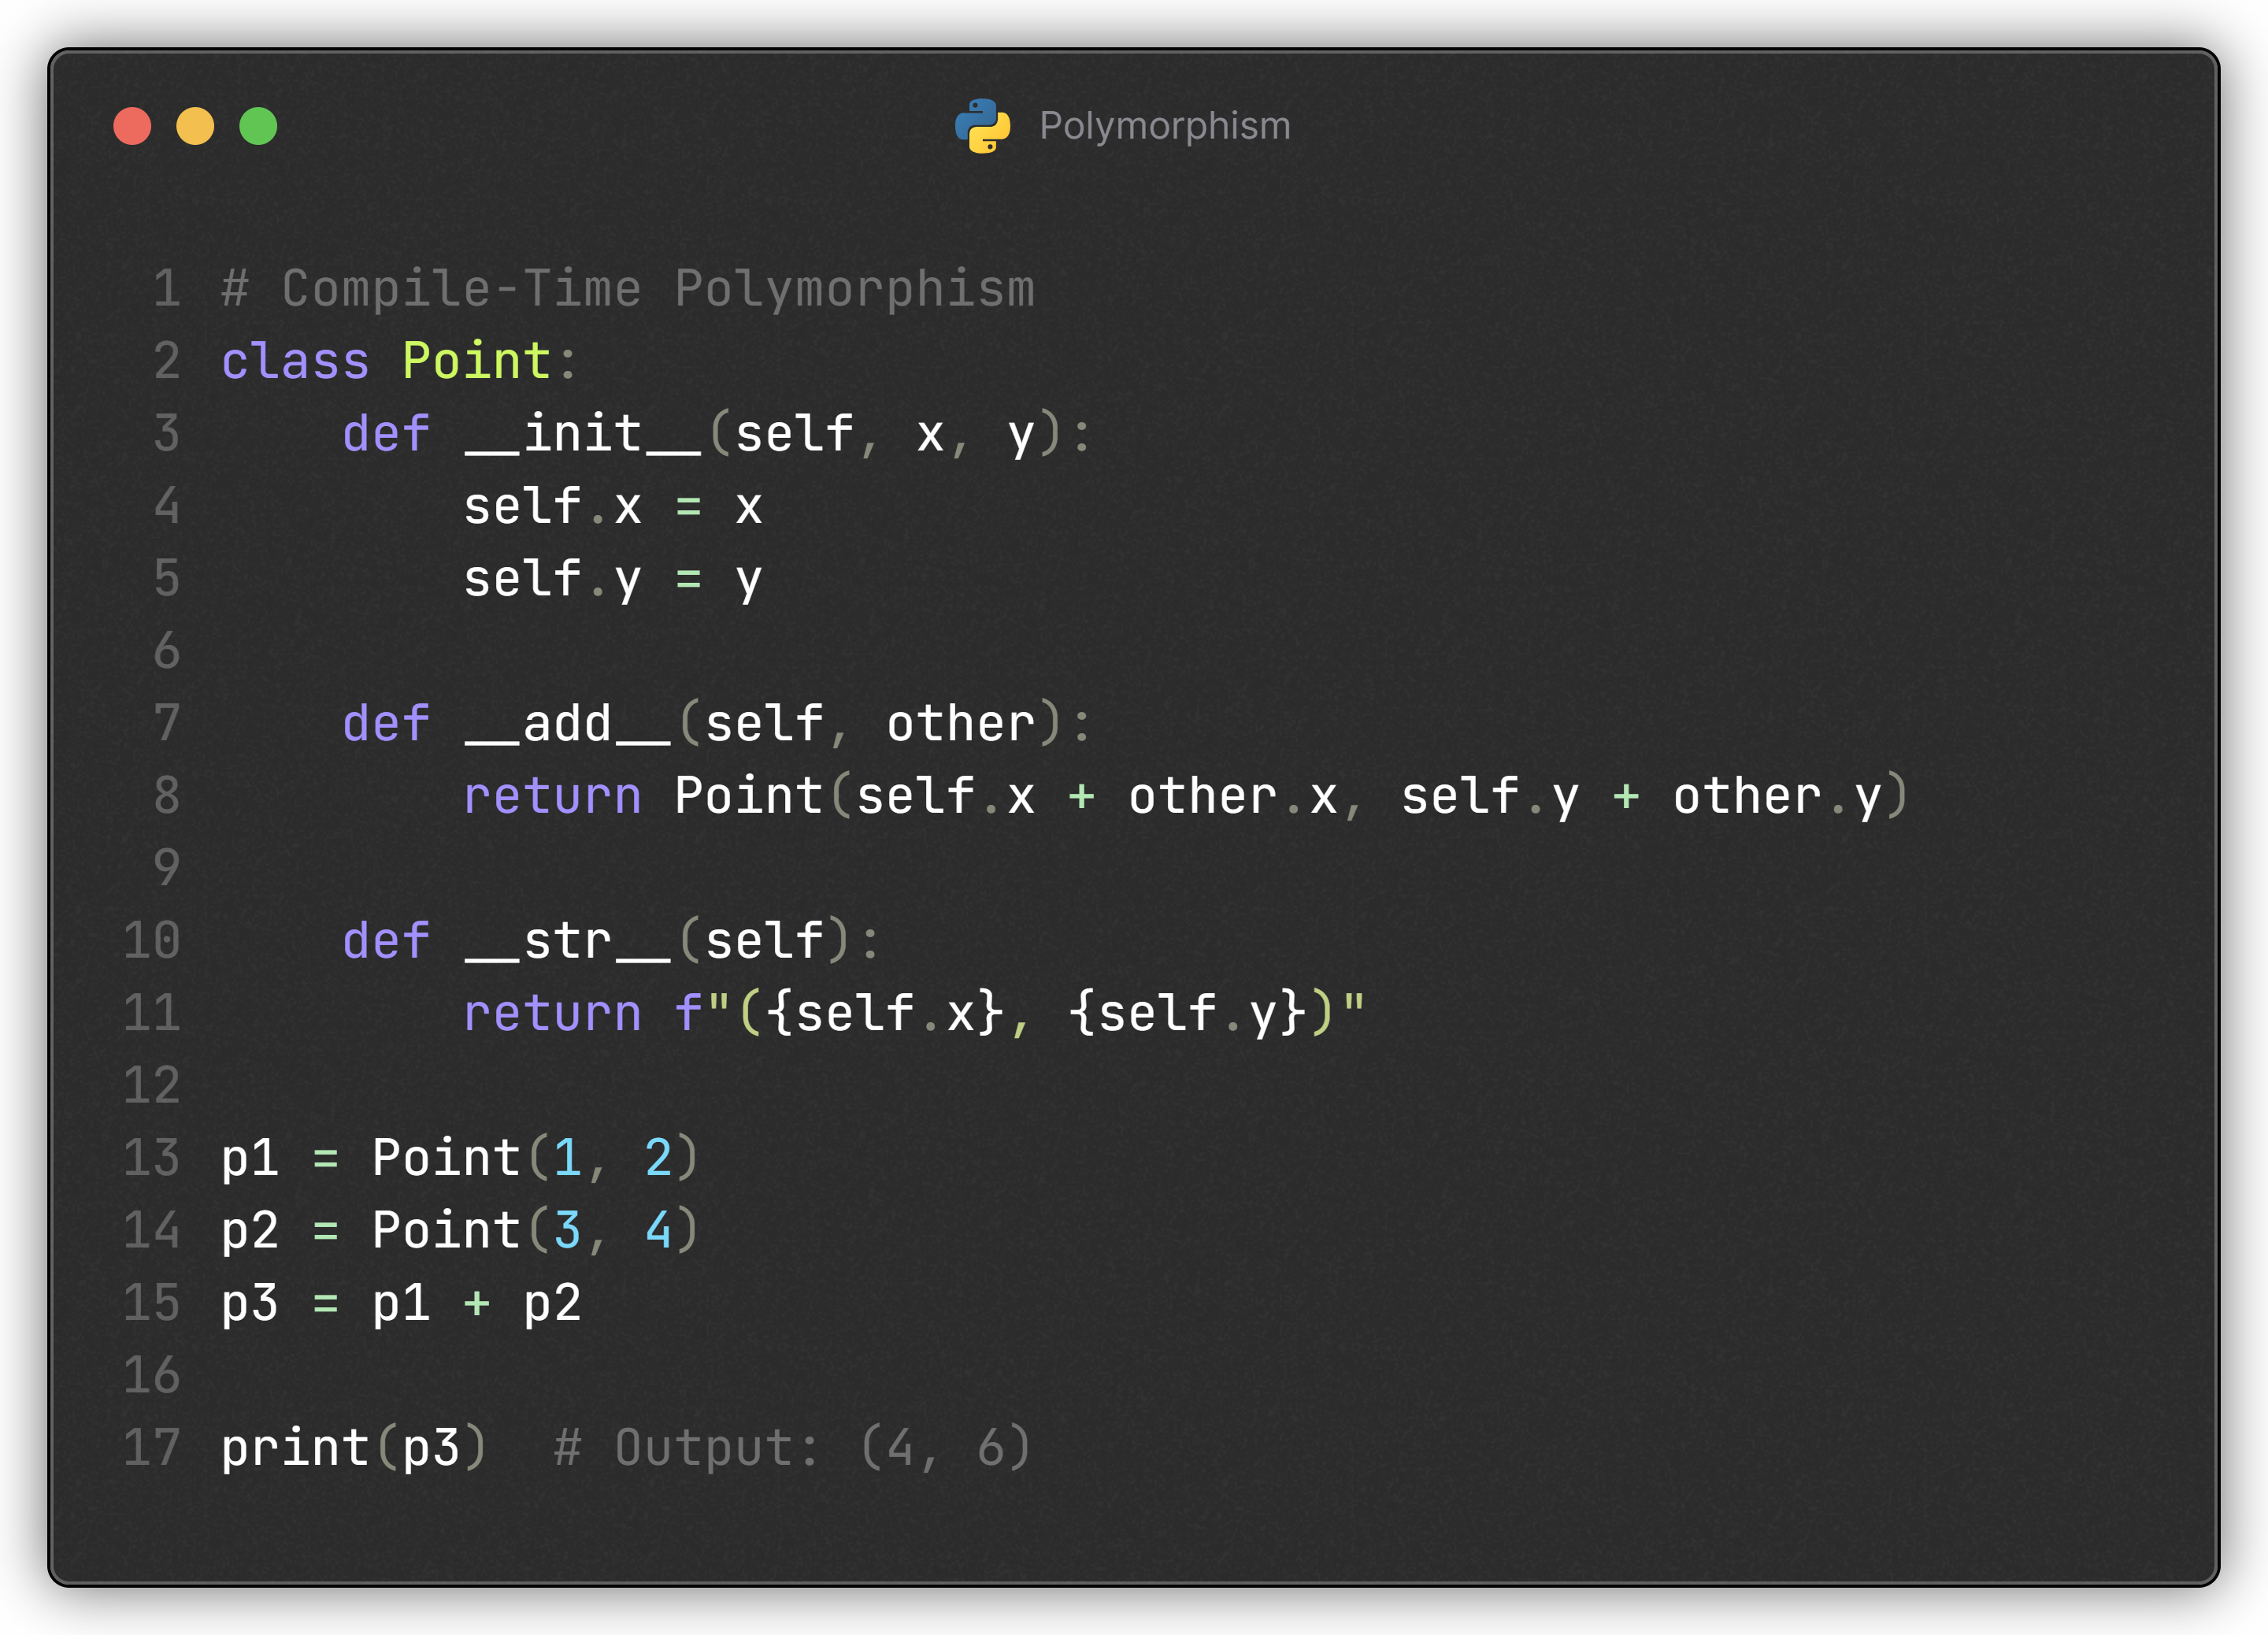 Polymorphism
1 # Compile-Time Polymorphism
2 class Point:
3     def __init__(self, x, y):
4         self.x = x
5         self.y = y
6
7     def __add__(self, other):
8         return Point(self.x + other.x, self.y + other.y)
9
10     def __str__(self):
11         return f"({self.x}, {self.y})"
12
13 p1 = Point(1, 2)
14 p2 = Point(3, 4)
15 p3 = p1 + p2
16
17 print(p3)  # Output: (4, 6)